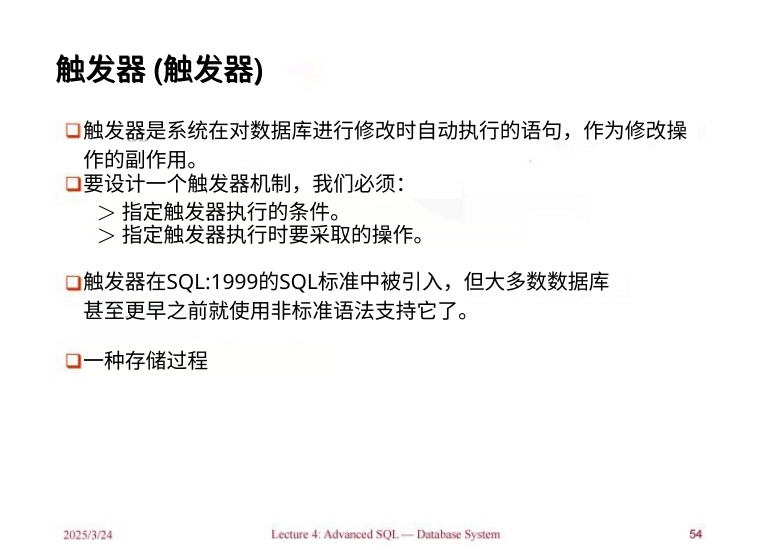 触发器 (触发器)
❑触发器是系统在对数据库进行修改时自动执行的语句，作为修改操
作的副作用。
❑要设计一个触发器机制，我们必须：
＞ 指定触发器执行的条件。
＞ 指定触发器执行时要采取的操作。
❑触发器在SQL:1999的SQL标准中被引入，但大多数数据库
甚至更早之前就使用非标准语法支持它了。
❑一种存储过程
2025/3/24 Lecture 4: Advanced SQL — Database System 54